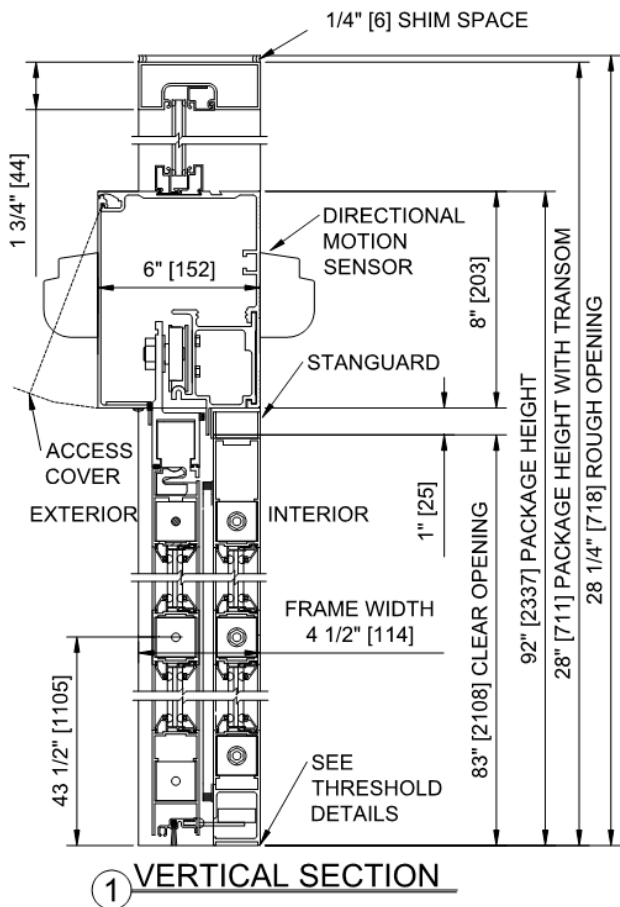 1/4" [6] SHIM SPACE
1 3/4" [44]
DIRECTIONAL
MOTION
SENSOR
6" [152]
8" [203]
STANGUARD
ACCESS
COVER
EXTERIOR
INTERIOR
1" [25]
FRAME WIDTH
4 1/2" [114]
43 1/2" [1105]
83" [2108] CLEAR OPENING
92" [2337] PACKAGE HEIGHT
28" [711] PACKAGE HEIGHT WITH TRANSOM
28 1/4" [718] ROUGH OPENING
SEE
THRESHOLD
DETAILS
1 VERTICAL SECTION